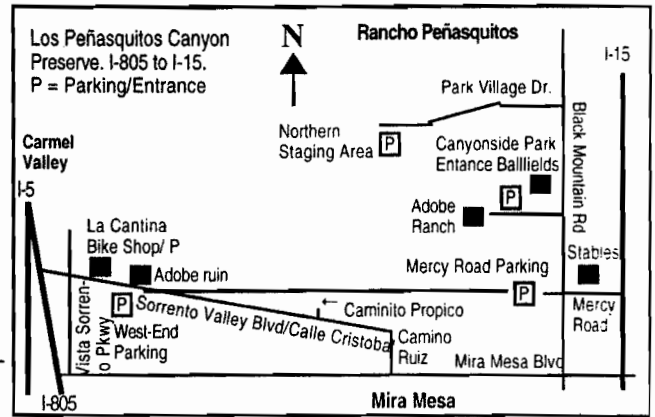 Los Peñasquitos Canyon
Preserve. I-805 to I-15.
P = Parking/Entrance
N
Rancho Peñasquitos
I-15
Park Village Dr.
Northern
Staging Area
P
Black Mountain Rd
Canyonside Park
Entance Balllfields
P
Carmel
Valley
I-5
Adobe
Ranch
La Cantina
Bike Shop/ P
Adobe ruin
Mercy Road Parking
P
Stables
Mercy
Road
Vista Sorren-
o Pkwy
P
West-End
Parking
Sorrento Valley Blvd/Calle Cristoba
← Caminito Propico
Camino
Ruiz
Mira Mesa Blvd
I-805
Mira Mesa